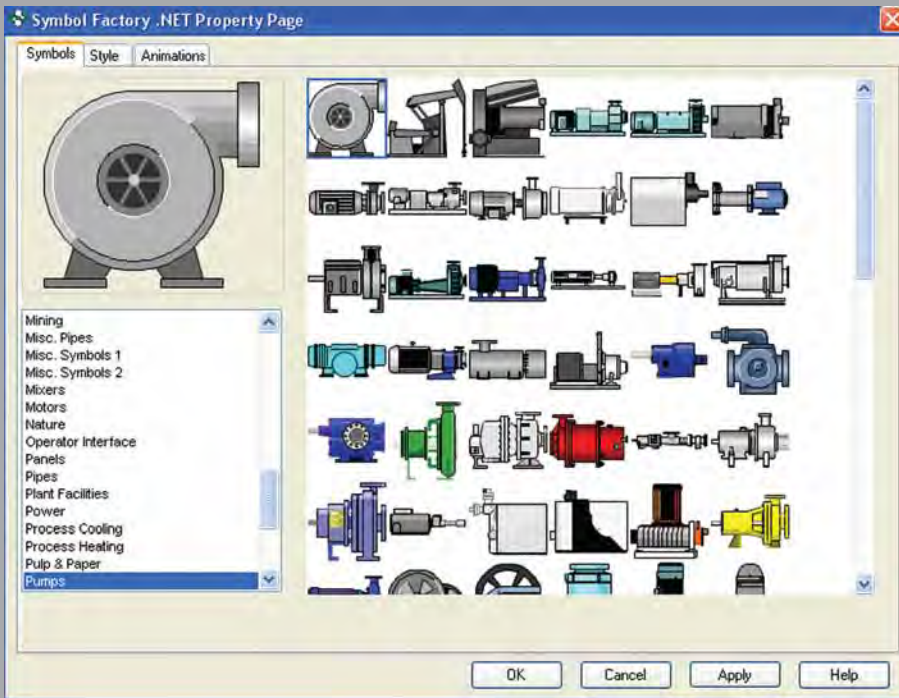 Symbol Factory .NET Property Page
Symbols Style Animations
Mining
Misc. Pipes
Misc. Symbols 1
Misc. Symbols 2
Mixers
Motors
Nature
Operator Interface
Panels
Pipes
Plant Facilities
Power
Process Cooling
Process Heating
Pulp & Paper
Pumps
OK Cancel Apply Help